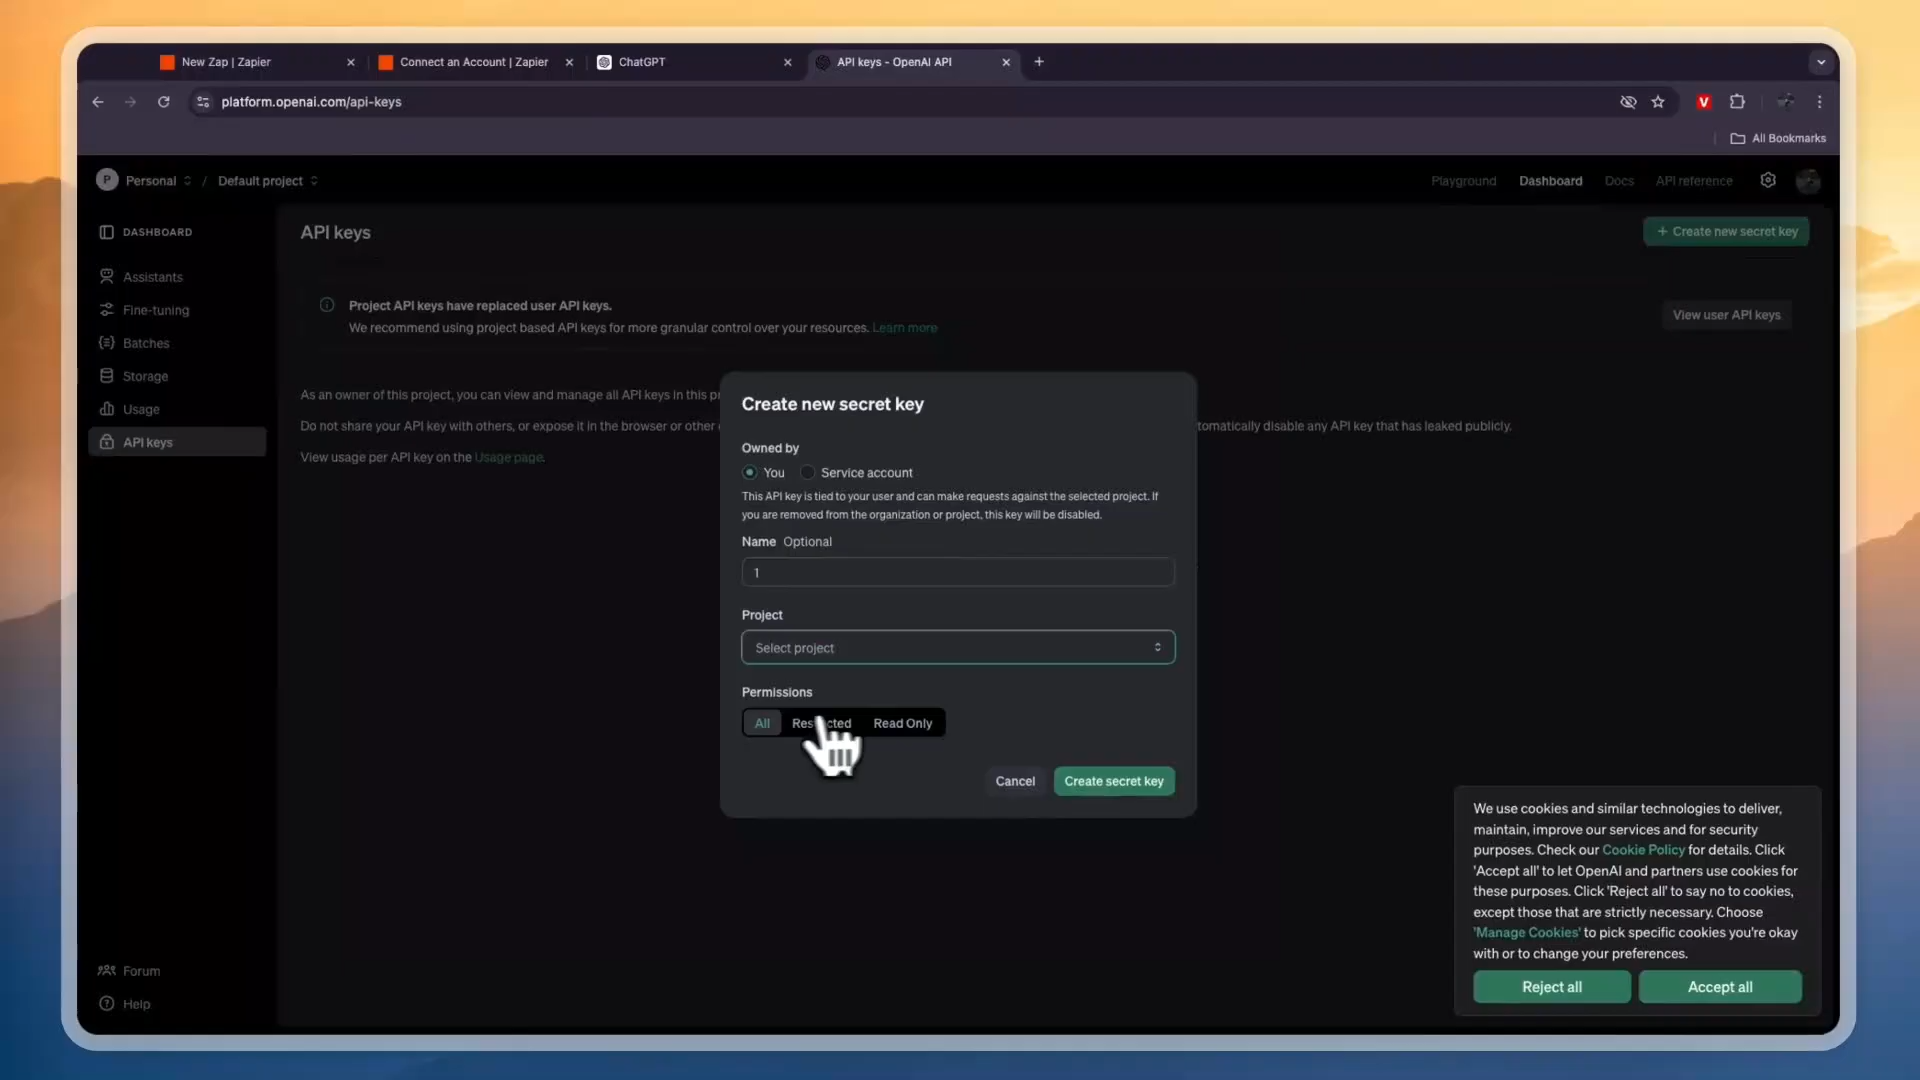 New Zap | Zapier
Connect an Account | Zapier
ChatGPT
API keys - OpenAI API
platform.openai.com/api-keys
V
All Bookmarks
P Personal / Default project
Playground
Dashboard
Docs
API reference
DASHBOARD
Assistants
Fine-tuning
Batches
Storage
Usage
API keys
Forum
Help
API keys
+ Create new secret key
Project API keys have replaced user API keys.
We recommend using project based API keys for more granular control over your resources. Learn more
View user API keys
As an owner of this project, you can view and manage all API keys in this
Do not share your API key with others, or expose it in the browser or other
tomatically disable any API key that has leaked publicly.
View usage per API key on the Usage page.
Create new secret key
Owned by
You
Service account
This API key is tied to your user and can make requests against the selected project. If
you are removed from the organization or project, this key will be disabled.
Name Optional
1
Project
Select project
Permissions
All
Restricted
Read Only
Cancel
Create secret key
We use cookies and similar technologies to deliver,
maintain, improve our services and for security
purposes. Check our Cookie Policy for details. Click
'Accept all' to let OpenAI and partners use cookies for
these purposes. Click 'Reject all' to say no to cookies,
except those that are strictly necessary. Choose
'Manage Cookies' to pick specific cookies you're okay
with or to change your preferences.
Reject all
Accept all